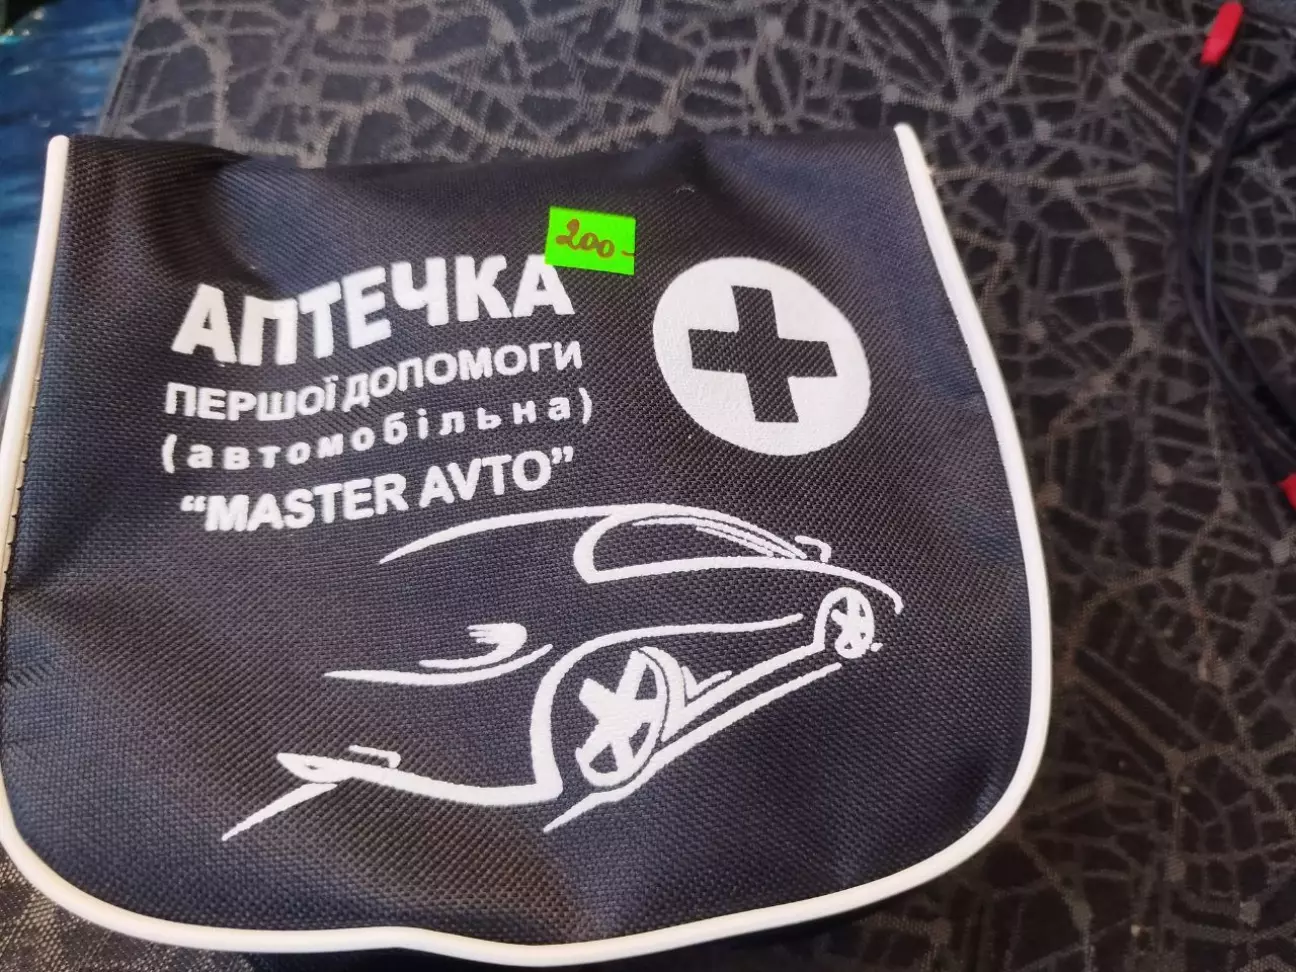 200-
АПТЕЧКА
ПЕРШОЇ ДОПОМОГИ
(автомобільна)
“MASTER AVTO”